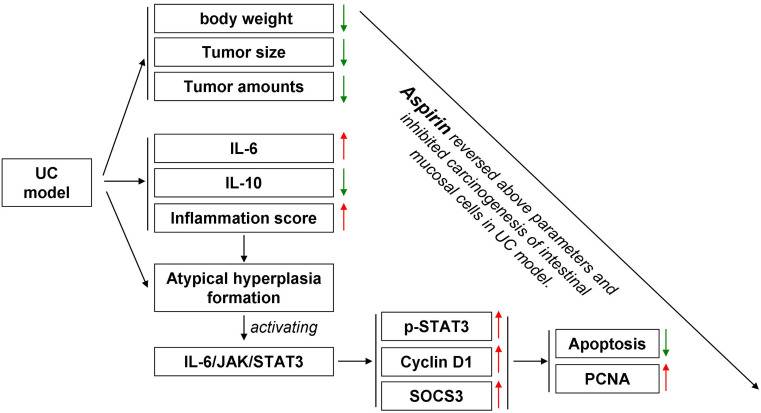 body weight
Tumor size
Tumor amounts
UC
model
IL-6
IL-10
Inflammation score
Atypical hyperplasia
formation
activating
IL-6/JAK/STAT3
p-STAT3
Cyclin D1
SOCS3
Apoptosis
PCNA
Aspirin reversed above parameters and
inhibited carcinogenesis of intestinal
mucosal cells in UC model.